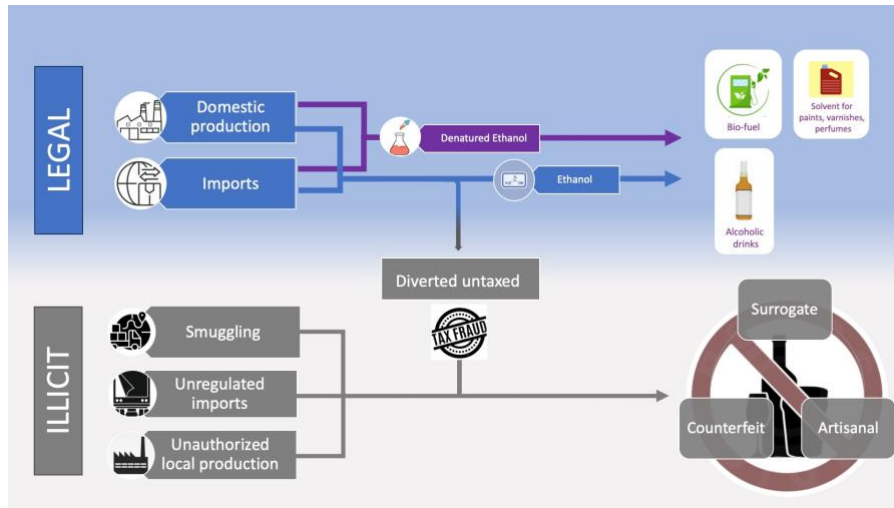 LEGAL
Domestic
production
Imports
Denatured Ethanol
Ethanol
Bio-fuel
Solvent for
paints, varnishes,
perfumes
Alcoholic
drinks
Diverted untaxed
TAX FRAUD
ILLICIT
Smuggling
Unregulated
imports
Unauthorized
local production
Surrogate
Counterfeit
Artisanal